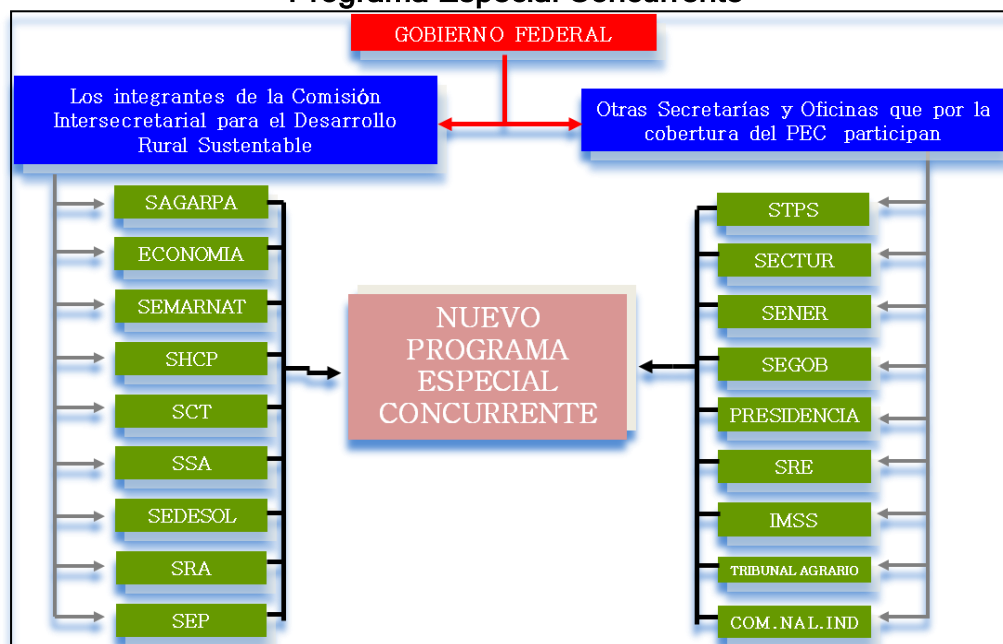 Programa Especial Concurrente
GOBIERNO FEDERAL
Los integrantes de la Comisión
Intersecretarial para el Desarrollo
Rural Sustentable
Otras Secretarías y Oficinas que por la
cobertura del PEC participan
SAGARPA
ECONOMIA
SEMARNAT
SHCP
SCT
SSA
SEDESOL
SRA
SEP
NUEVO
PROGRAMA
ESPECIAL
CONCURRENTE
STPS
SECTUR
SENER
SEGOB
PRESIDENCIA
SRE
IMSS
TRIBUNAL AGRARIO
COM.NAL.IND